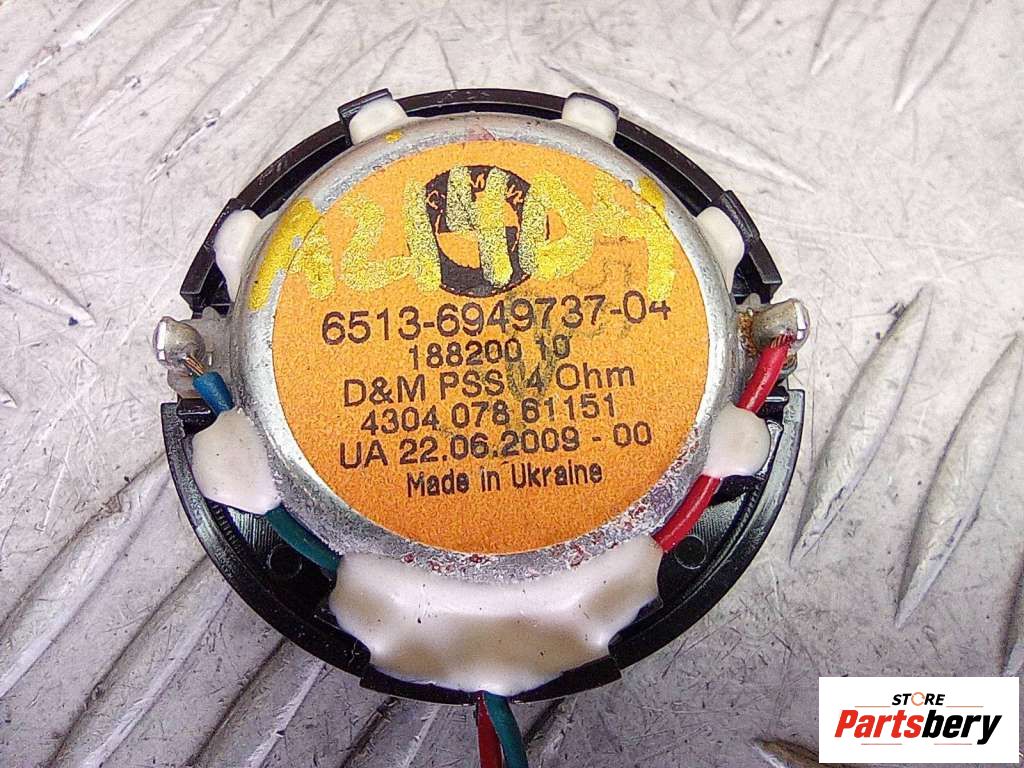 6513-6949737-04
188200 10
D&M PSS 4 Ohm
4304 078 61151
UA 22.06.2009 - 00
Made in Ukraine
STORE
Partsbery